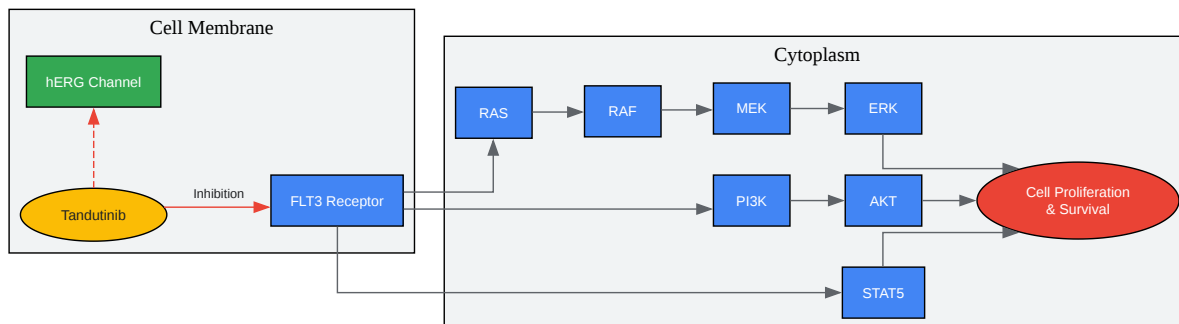 Cell Membrane
Cytoplasm
hERG Channel
RAS
RAF
MEK
ERK
Tandutinib
Inhibition
FLT3 Receptor
PI3K
AKT
Cell Proliferation
& Survival
STAT5